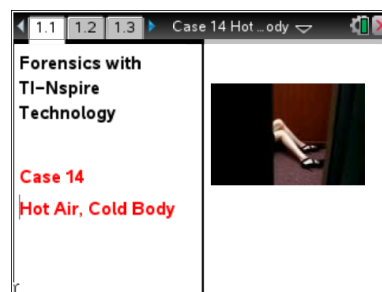 1.1 1.2 1.3 Case 14 Hot ...ody
Forensics with
TI-Nspire
Technology
Case 14
Hot Air, Cold Body